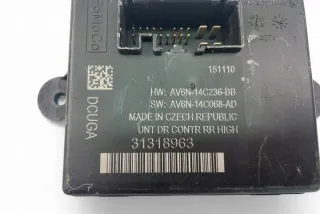 FoMoCo
DCUGA
151110
HW: AV6N-14C236-BB
SW: AV6N-14C068-AD
MADE IN CZECH REPUBLIC
UNT DR CONTR RR HIGH
31318963